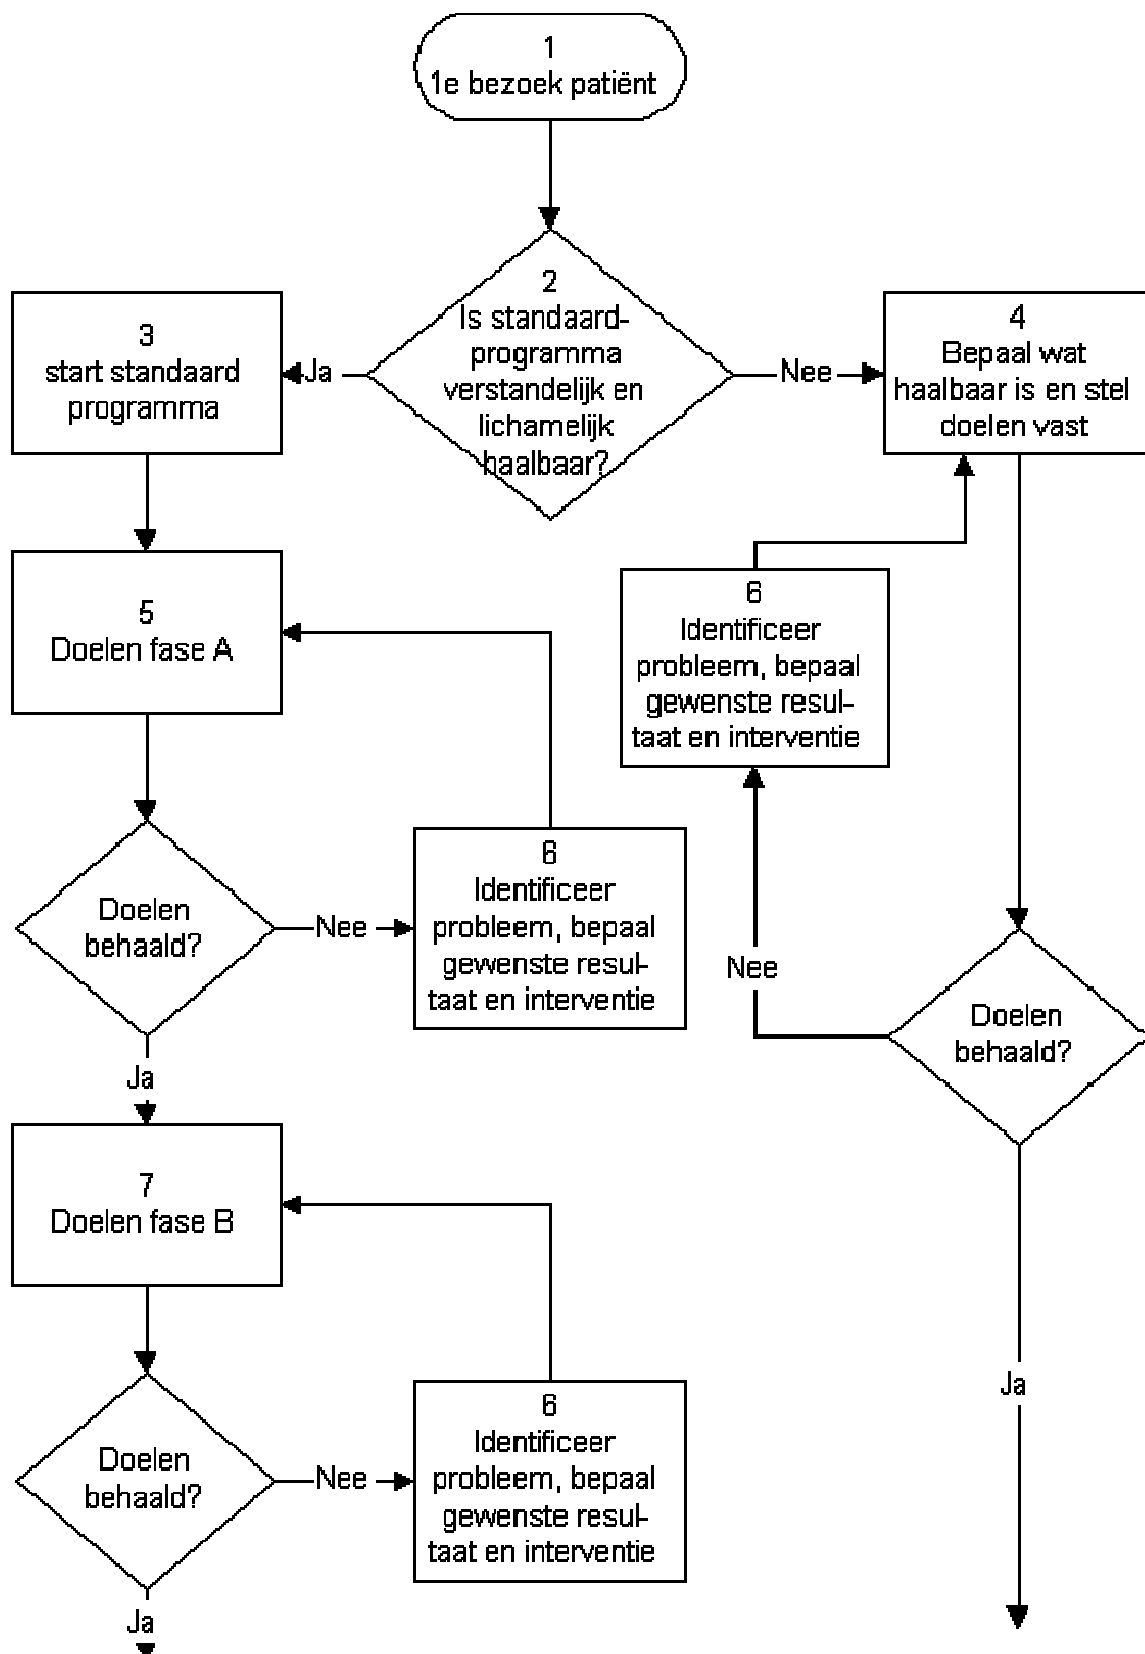 1
1e bezoek patiënt
2
Is standaard-
programma
verstandelijk en
lichamelijk
haalbaar?
Ja
Nee
3
start standaard
programma
4
Bepaal wat
haalbaar is en stel
doelen vast
5
Doelen fase A
6
Identificeer
probleem, bepaal
gewenste resul-
taat en interventie
Doelen
behaald?
Nee
6
Identificeer
probleem, bepaal
gewenste resul-
taat en interventie
Nee
Doelen
behaald?
Ja
7
Doelen fase B
Doelen
behaald?
Nee
6
Identificeer
probleem, bepaal
gewenste resul-
taat en interventie
Ja
Ja